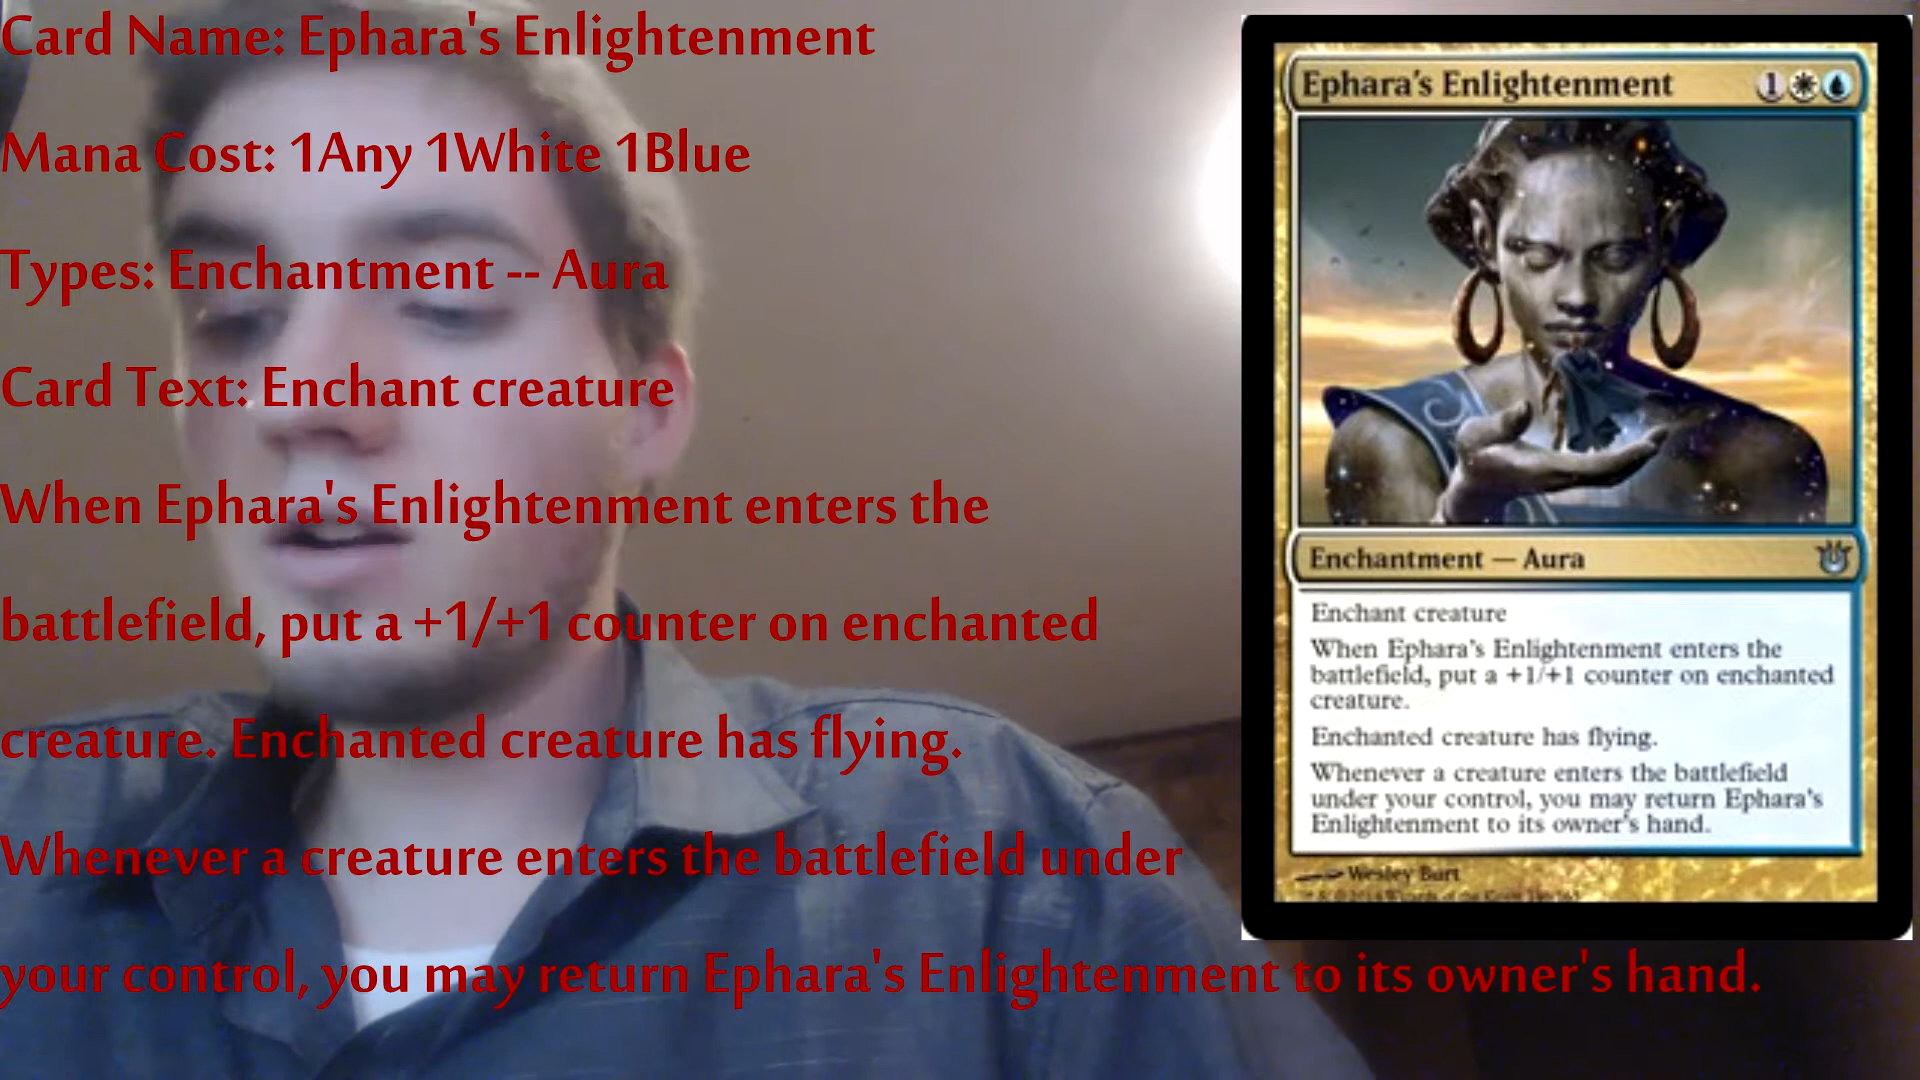 Card Name: Ephara's Enlightenment
Mana Cost: 1Any 1White 1Blue
Types: Enchantment -- Aura
Card Text: Enchant creature
When Ephara's Enlightenment enters the
battlefield, put a +1/+1 counter on enchanted
creature. Enchanted creature has flying.
Whenever a creature enters the battlefield under
your control, you may return Ephara's Enlightenment to its owner's hand.
Ephara's Enlightenment 1
Enchantment — Aura
Enchant creature
When Ephara's Enlightenment enters the
battlefield, put a +1/+1 counter on enchanted
creature.
Enchanted creature has flying.
Whenever a creature enters the battlefield
under your control, you may return Ephara's
Enlightenment to its owner's hand.
Wesley Burt